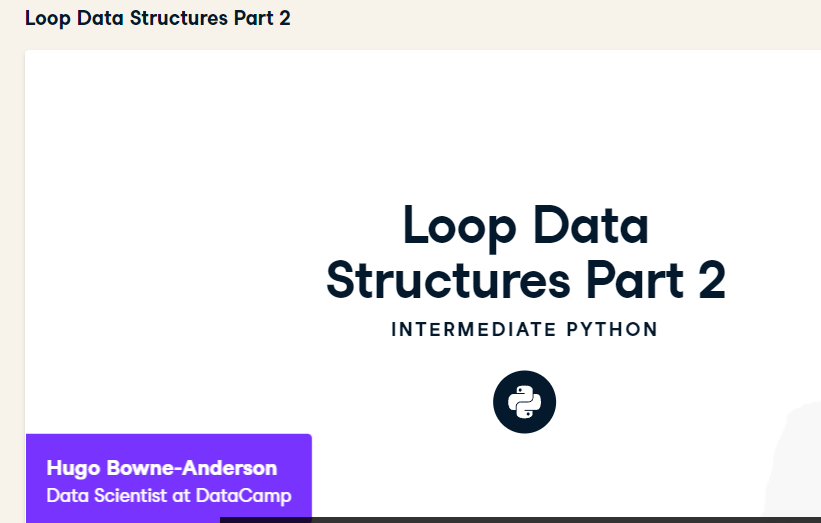 Loop Data Structures Part 2
Loop Data
Structures Part 2
INTERMEDIATE PYTHON
Hugo Bowne-Anderson
Data Scientist at DataCamp